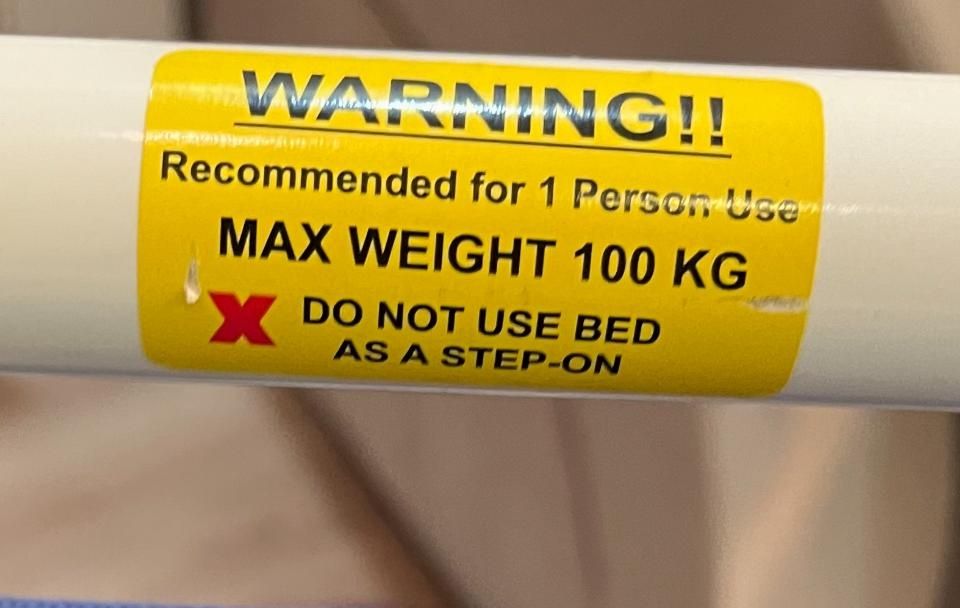 WARNING!!
Recommended for 1 Person Use
MAX WEIGHT 100 KG
X DO NOT USE BED
AS A STEP-ON